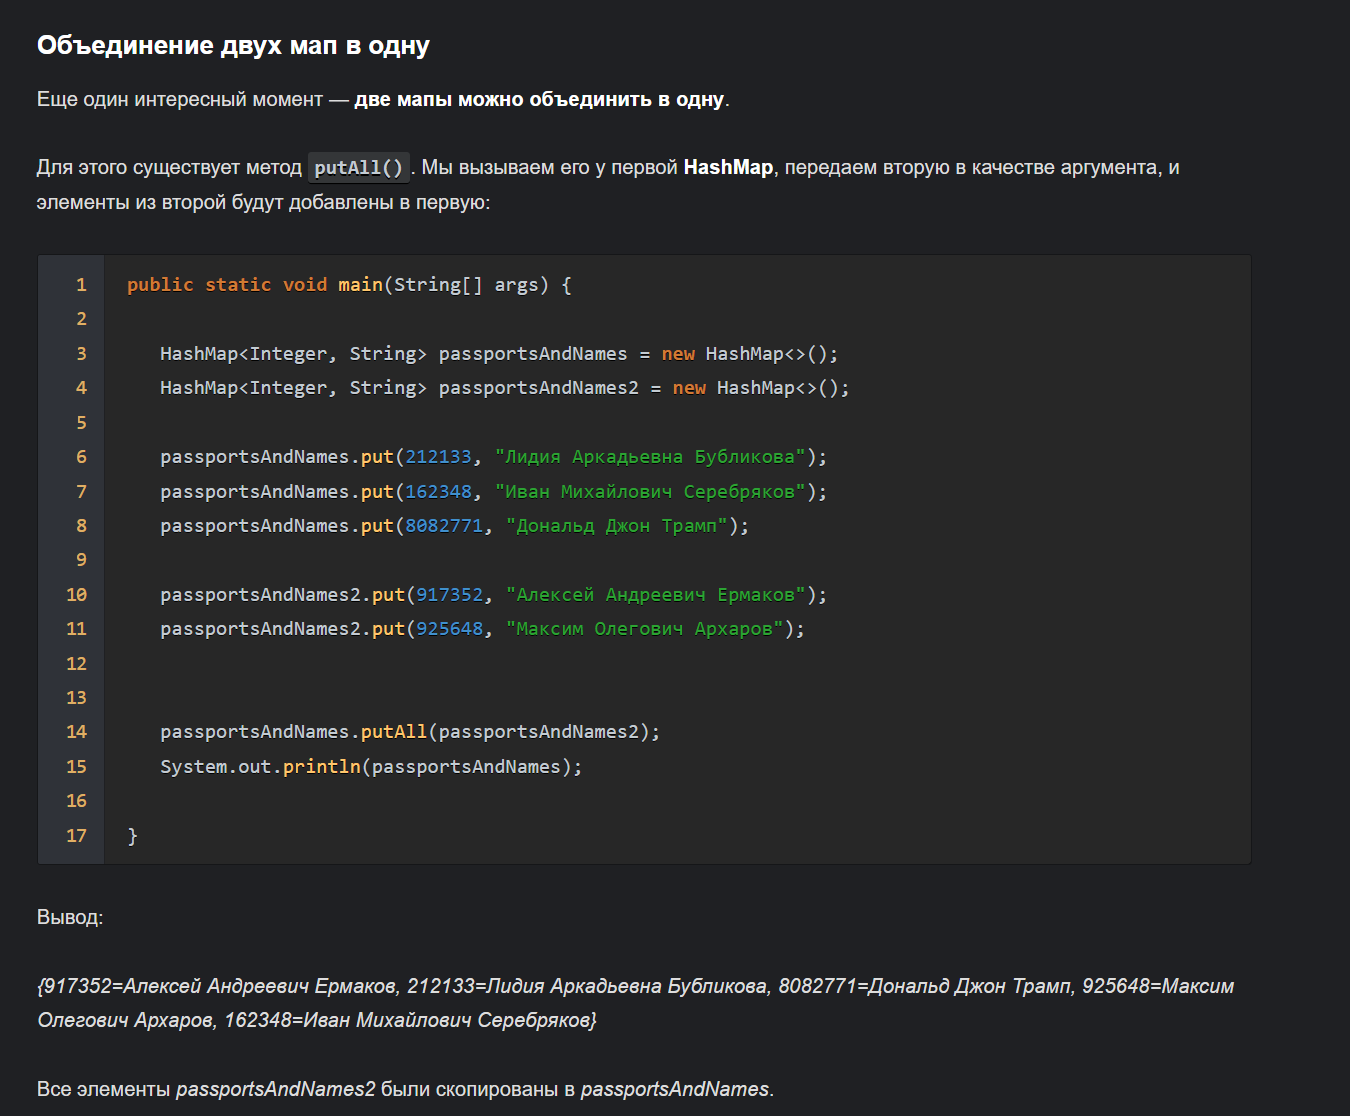 Объединение двух мап в одну
Еще один интересный момент — две мапы можно объединить в одну.
Для этого существует метод putAll(). Мы вызываем его у первой HashMap, передаем вторую в качестве аргумента, и
элементы из второй будут добавлены в первую:
1 public static void main(String[] args) {
2
3 HashMap<Integer, String> passportsAndNames = new HashMap<>();
4 HashMap<Integer, String> passportsAndNames2 = new HashMap<>();
5
6 passportsAndNames.put(212133, "Лидия Аркадьевна Бубликова");
7 passportsAndNames.put(162348, "Иван Михайлович Серебряков");
8 passportsAndNames.put(8082771, "Дональд Джон Трамп");
9
10 passportsAndNames2.put(917352, "Алексей Андреевич Ермаков");
11 passportsAndNames2.put(925648, "Максим Олегович Архаров");
12
13
14 passportsAndNames.putAll(passportsAndNames2);
15 System.out.println(passportsAndNames);
16
17 }
Вывод:
{917352=Алексей Андреевич Ермаков, 212133=Лидия Аркадьевна Бубликова, 8082771=Дональд Джон Трамп, 925648=Максим
Олегович Архаров, 162348=Иван Михайлович Серебряков}
Все элементы passportsAndNames2 были скопированы в passportsAndNames.